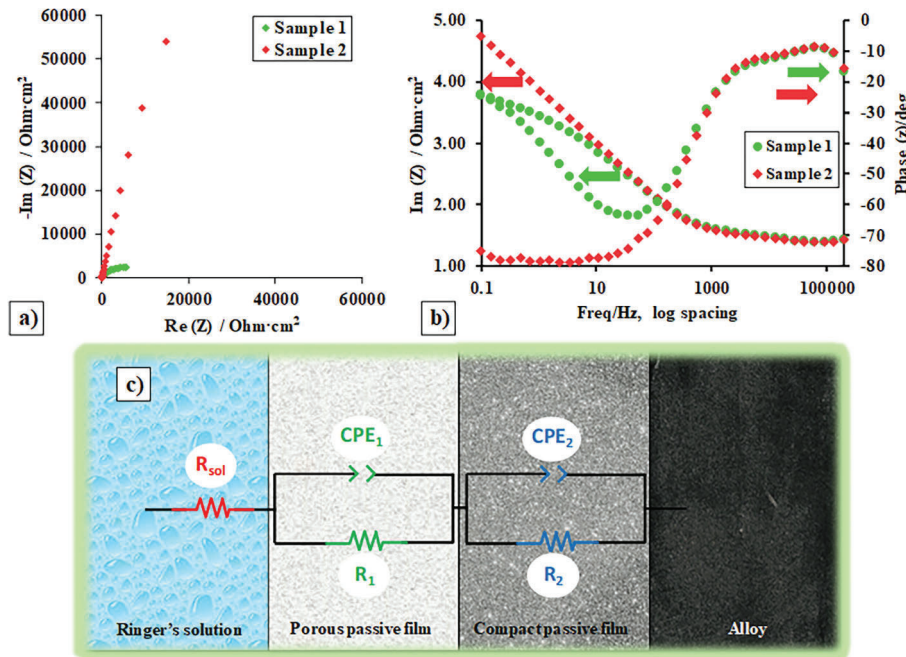 a)
Sample 1
Sample 2
60000
50000
40000
30000
20000
10000
0
0
20000
40000
60000
-Im (Z) / Ohm·cm²
Re (Z) / Ohm·cm²
b)
5.00
4.00
3.00
2.00
1.00
Im (Z) / Ohm·cm²
0
-10
-20
-30
-40
-50
-60
-70
-80
Phase (z)/deg
Sample 1
Sample 2
0.1
10
1000
100000
Freq/Hz, log spacing
c)
Rsol
CPE1
R1
CPE2
R2
Ringer's solution
Porous passive film
Compact passive film
Alloy